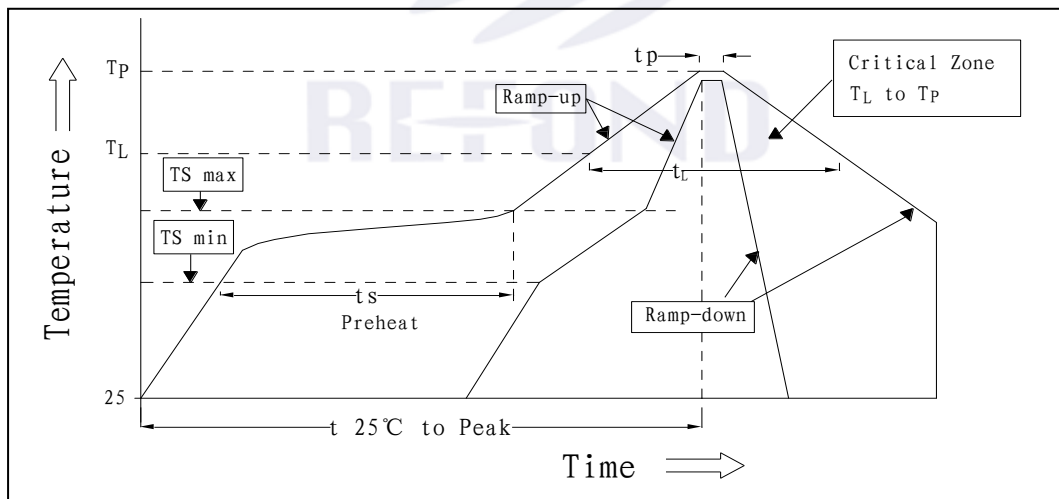 tp
TP
Critical Zone
TL to TP
Ramp-up
REFOND
TL
TS max
tL
TS min
ts
Preheat
Ramp-down
25
t 25℃ to Peak
Temperature
Time